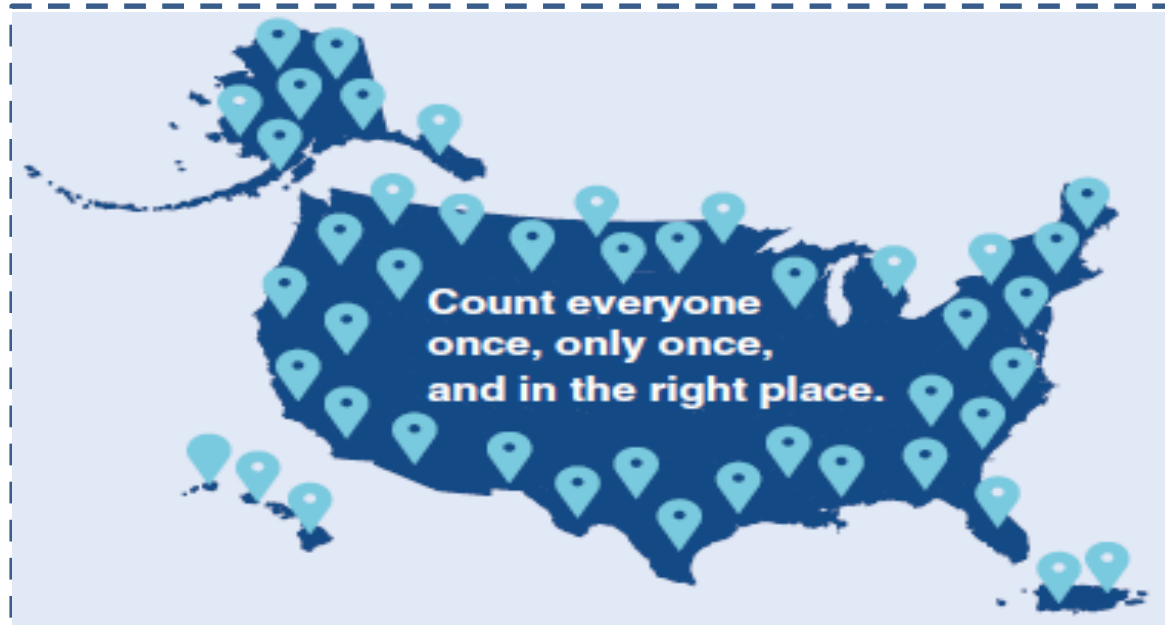 Count everyone
once, only once,
and in the right place.